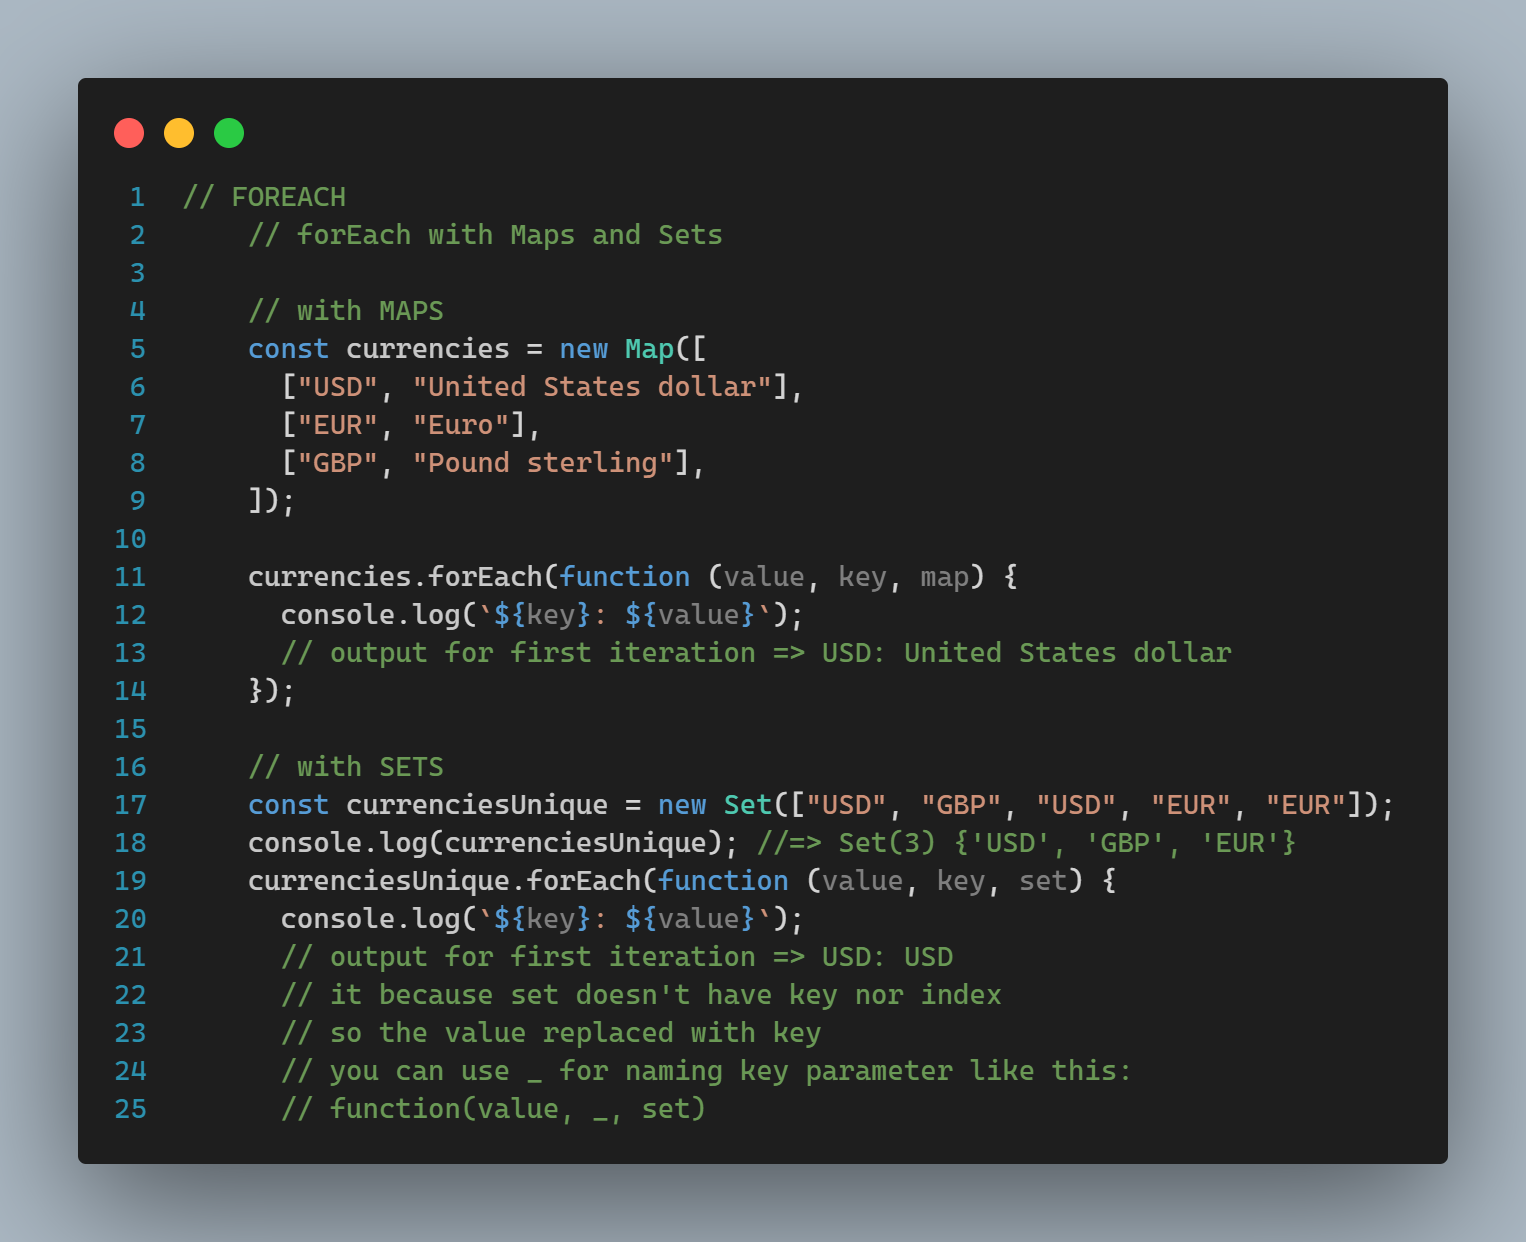 1 // FOREACH
2 // forEach with Maps and Sets
3
4 // with MAPS
5 const currencies = new Map([
6 ["USD", "United States dollar"],
7 ["EUR", "Euro"],
8 ["GBP", "Pound sterling"],
9 ]);
10
11 currencies.forEach(function (value, key, map) {
12 console.log(`${key}: ${value}`);
13 // output for first iteration => USD: United States dollar
14 });
15
16 // with SETS
17 const currenciesUnique = new Set(["USD", "GBP", "USD", "EUR", "EUR"]);
18 console.log(currenciesUnique); //=> Set(3) {'USD', 'GBP', 'EUR'}
19 currenciesUnique.forEach(function (value, key, set) {
20 console.log(`${key}: ${value}`);
21 // output for first iteration => USD: USD
22 // it because set doesn't have key nor index
23 // so the value replaced with key
24 // you can use _ for naming key parameter like this:
25 // function(value, _, set)